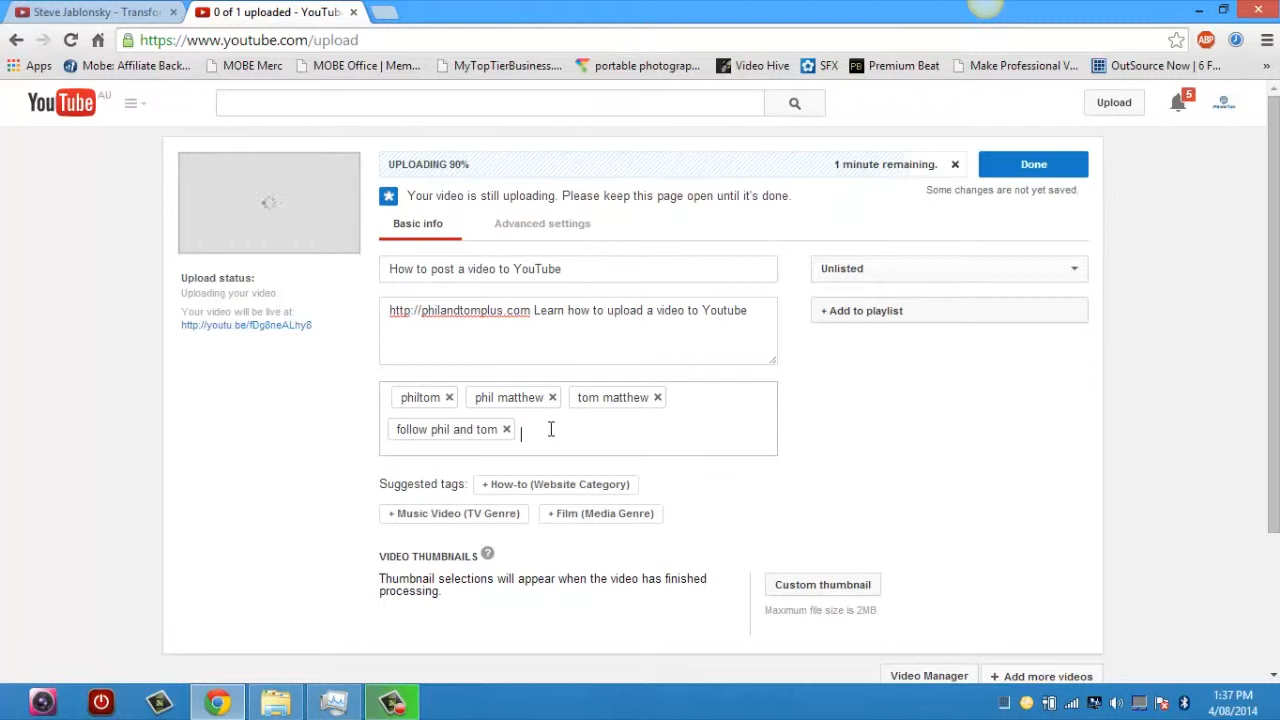 Steve Jablonsky - Transfor × 0 of 1 uploaded - YouTub ×
https://www.youtube.com/upload ABP
Apps Mobe: Affiliate Back... MOBE Merc MOBE Office | Mem... MyTopTierBusiness.... portable photograp... Video Hive SFX PB Premium Beat Make Professional V... OutSource Now | 6 F... »
YouTube AU Upload 5
UPLOADING 90% 1 minute remaining. × Done
Your video is still uploading. Please keep this page open until it's done. Some changes are not yet saved.
Basic info Advanced settings
How to post a video to YouTube Unlisted
Upload status:
Uploading your video
Your video will be live at:
http://youtu.be/fDg8neALhy8
http://philandtomplus.com Learn how to upload a video to Youtube + Add to playlist
philtom × phil matthew × tom matthew ×
follow phil and tom ×
Suggested tags: + How-to (Website Category)
+ Music Video (TV Genre) + Film (Media Genre)
VIDEO THUMBNAILS ?
Thumbnail selections will appear when the video has finished
processing.
Custom thumbnail
Maximum file size is 2MB.
Video Manager + Add more videos
1:37 PM
4/08/2014